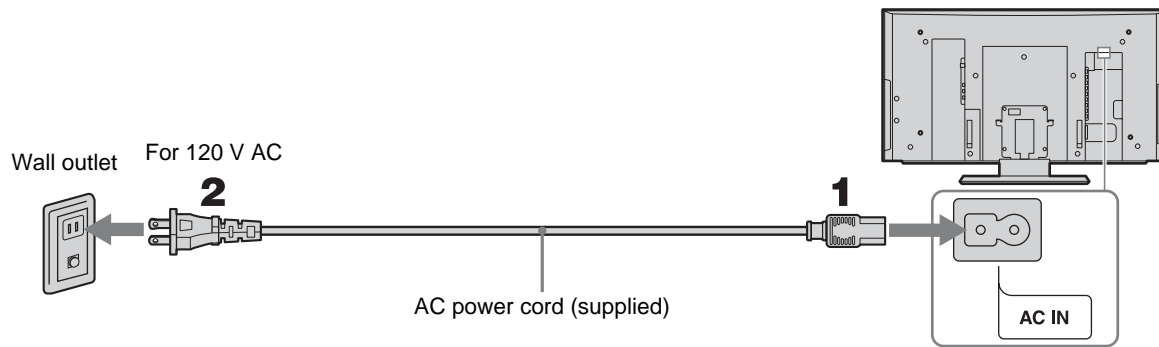 Wall outlet
For 120 V AC
2
1
AC power cord (supplied)
AC IN